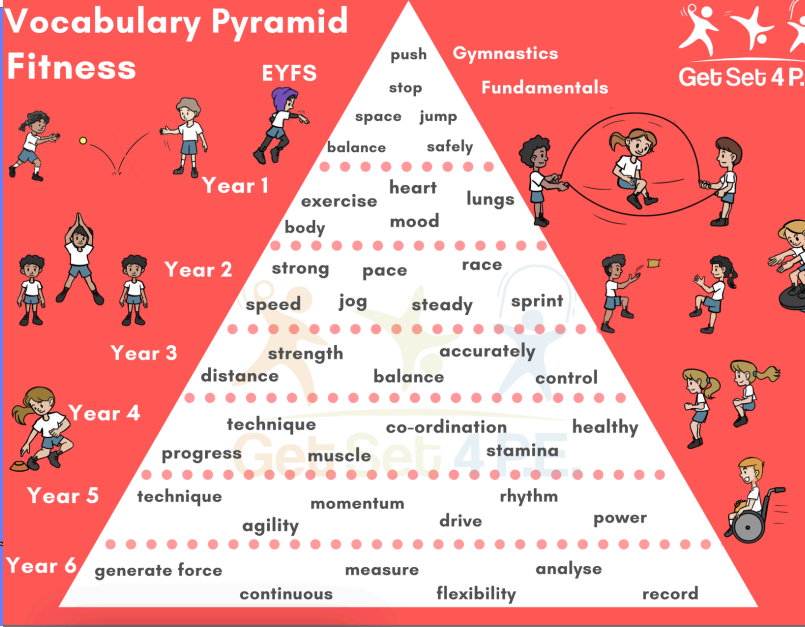 Vocabulary Pyramid
Fitness
EYFS
push
Gymnastics
stop
Fundamentals
space jump
balance safely
Get Set 4 P.
Year 1
heart
exercise lungs
mood
body
Year 2
strong pace race
speed jog steady sprint
Year 3
strength accurately
distance balance control
Year 4
technique co-ordination healthy
progress muscle stamina
Get Set 4 P.E.
Year 5
technique momentum rhythm
agility drive power
Year 6
generate force measure analyse
continuous flexibility record